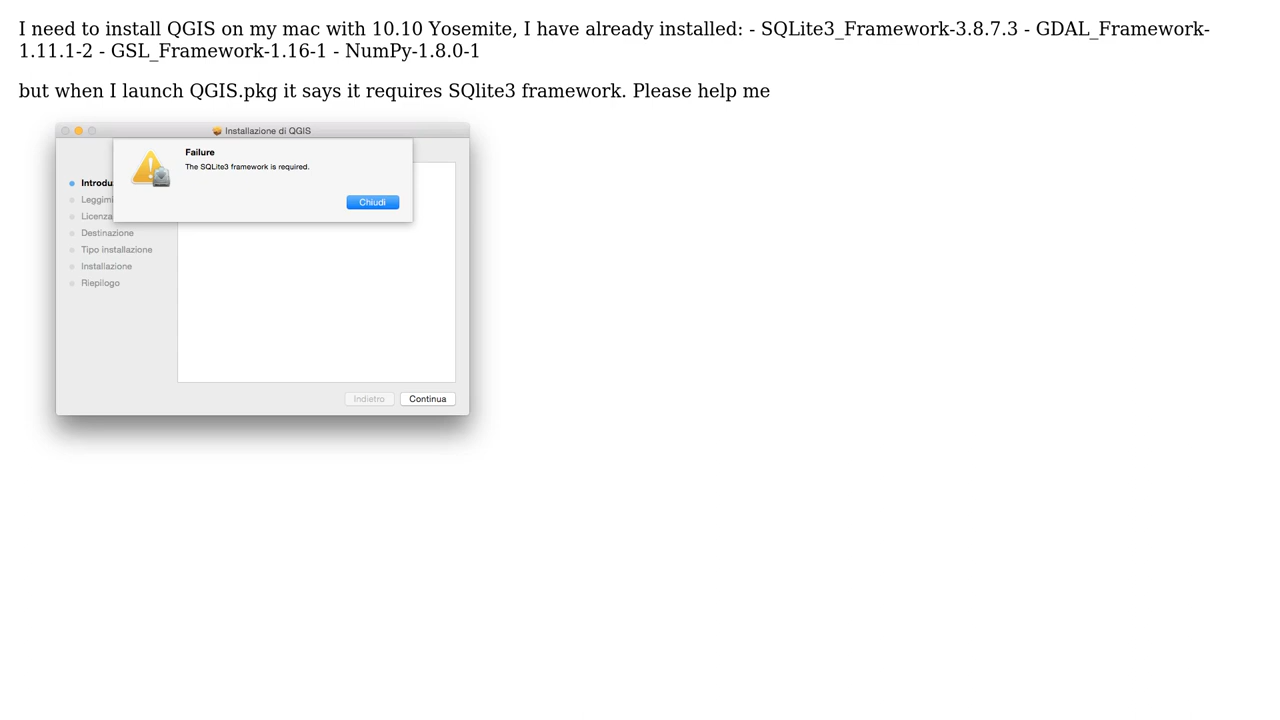 I need to install QGIS on my mac with 10.10 Yosemite, I have already installed: - SQLite3_Framework-3.8.7.3 - GDAL_Framework-
1.11.1-2 - GSL_Framework-1.16-1 - NumPy-1.8.0-1
but when I launch QGIS.pkg it says it requires SQlite3 framework. Please help me
Installazione di QGIS
Failure
The SQLite3 framework is required.
Chiudi
Introdu
Leggimi
Licenza
Destinazione
Tipo installazione
Installazione
Riepilogo
Indietro
Continua